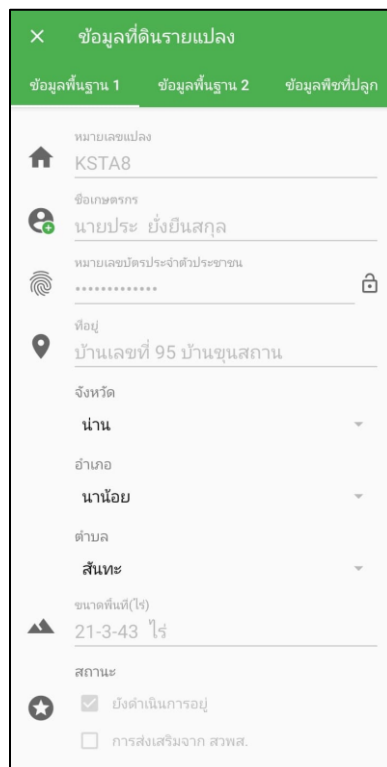 ข้อมูลที่ดินรายแปลง
ข้อมูลพื้นฐาน 1 ข้อมูลพื้นฐาน 2 ข้อมูลพืชที่ปลูก
หมายเลขแปลง
KSTA8
ชื่อเกษตรกร
นายประ ยั่งยืนสกุล
หมายเลขบัตรประจำตัวประชาชน
•••••••••••••
ที่อยู่
บ้านเลขที่ 95 บ้านขุนสถาน
จังหวัด
น่าน
อำเภอ
นาน้อย
ตำบล
สันทะ
ขนาดพื้นที่(ไร่)
21-3-43 ไร่
สถานะ
ยังดำเนินการอยู่
การส่งเสริมจาก สวพส.